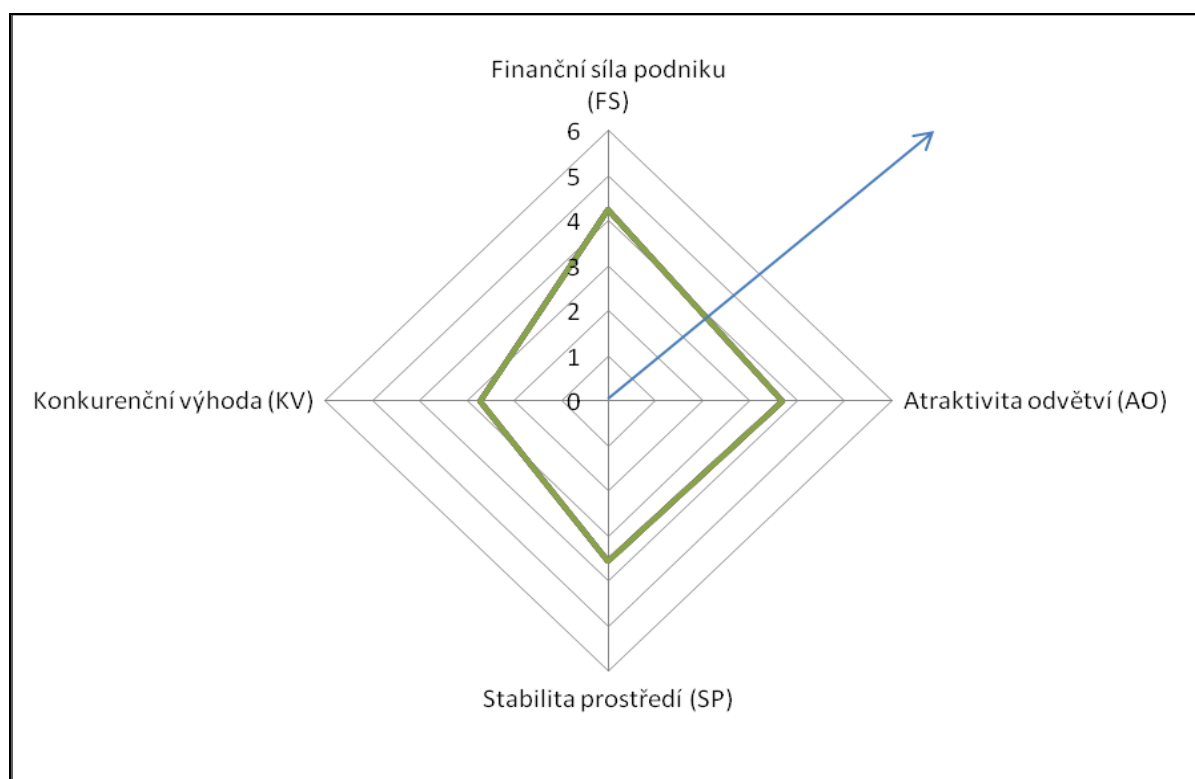 Finanční síla podniku
(FS)
6
5
4
3
2
1
0
Konkurenční výhoda (KV)
Atraktivita odvětví (AO)
Stabilita prostředí (SP)